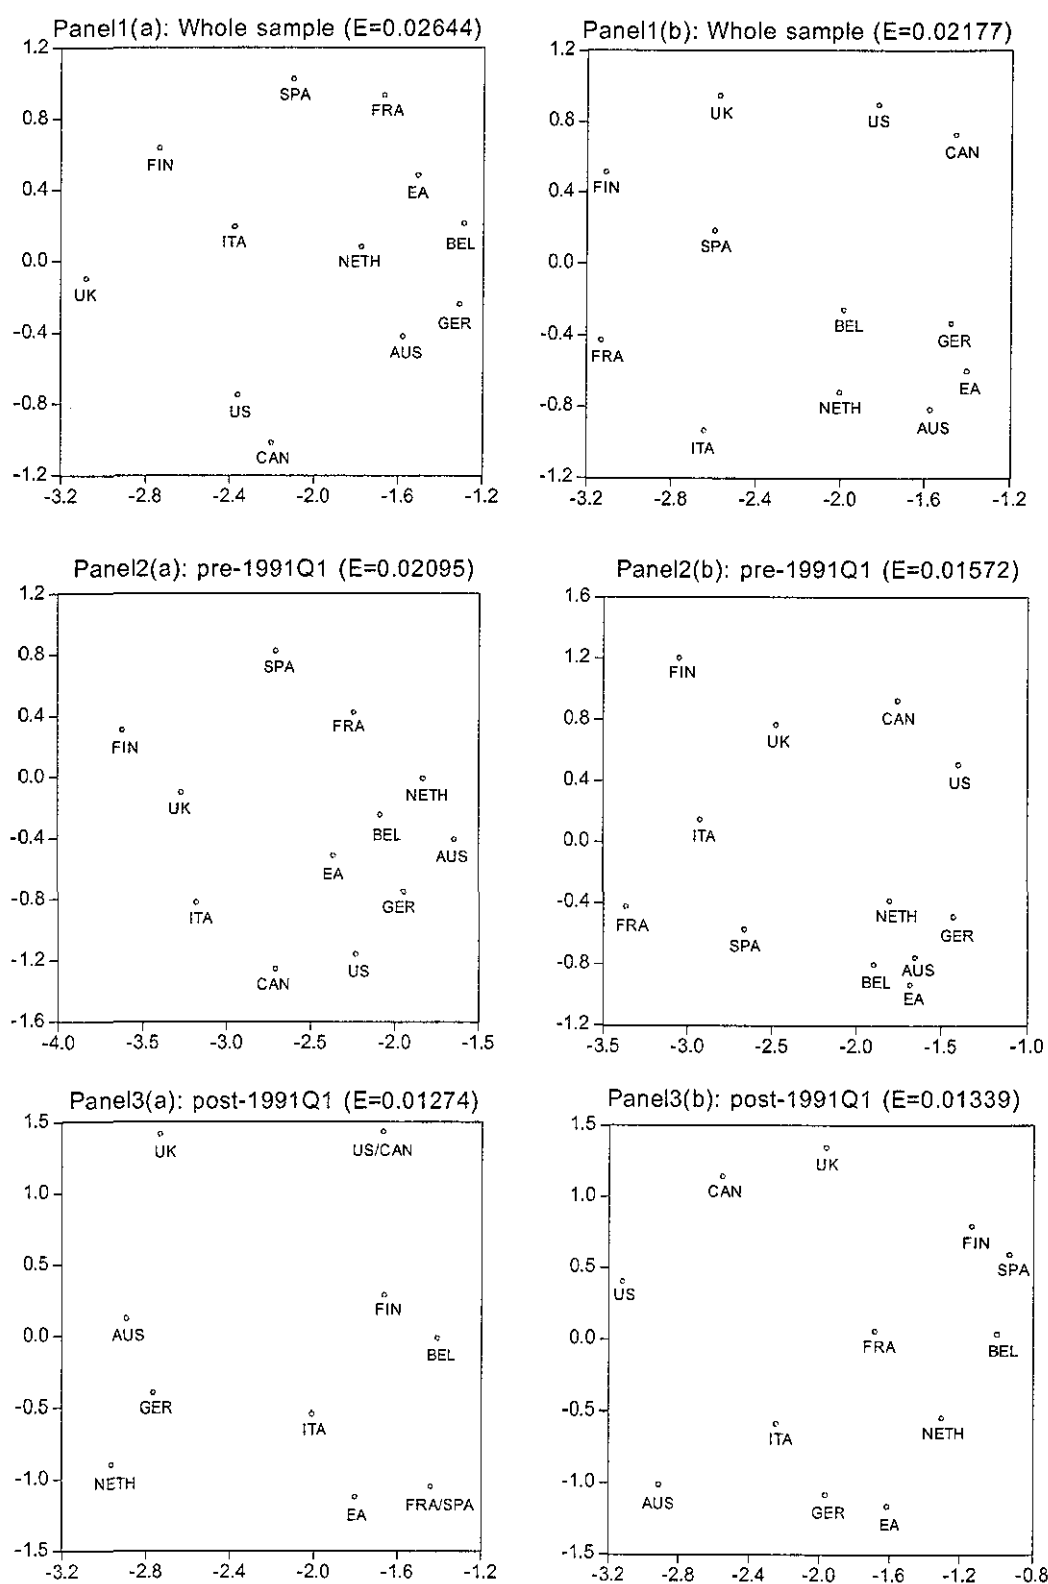 Panel1(a): Whole sample (E=0.02644)
1.2
0.8
0.4
0.0
-0.4
-0.8
-1.2
SPA
FRA
FIN
EA
ITA
BEL
NETH
UK
GER
AUS
US
CAN
-3.2 -2.8 -2.4 -2.0 -1.6 -1.2
Panel1(b): Whole sample (E=0.02177)
1.2
0.8
0.4
0.0
-0.4
-0.8
-1.2
UK
US
CAN
FIN
SPA
BEL
GER
FRA
EA
NETH
AUS
ITA
-3.2 -2.8 -2.4 -2.0 -1.6 -1.2
Panel2(a): pre-1991Q1 (E=0.02095)
1.2
0.8
0.4
0.0
-0.4
-0.8
-1.2
-1.6
SPA
FRA
FIN
NETH
UK
BEL
AUS
EA
GER
ITA
US
CAN
-4.0 -3.5 -3.0 -2.5 -2.0 -1.5
Panel2(b): pre-1991Q1 (E=0.01572)
1.6
1.2
0.8
0.4
0.0
-0.4
-0.8
-1.2
FIN
CAN
UK
US
ITA
NETH
FRA
GER
SPA
AUS
BEL
EA
-3.5 -3.0 -2.5 -2.0 -1.5 -1.0
Panel3(a): post-1991Q1 (E=0.01274)
1.5
1.0
0.5
0.0
-0.5
-1.0
-1.5
UK
US/CAN
FIN
AUS
BEL
GER
ITA
NETH
EA
FRA/SPA
-3.2 -2.8 -2.4 -2.0 -1.6 -1.2
Panel3(b): post-1991Q1 (E=0.01339)
1.5
1.0
0.5
0.0
-0.5
-1.0
-1.5
UK
CAN
FIN
SPA
US
FRA
BEL
NETH
ITA
AUS
GER
EA
-3.2 -2.8 -2.4 -2.0 -1.6 -1.2 -0.8